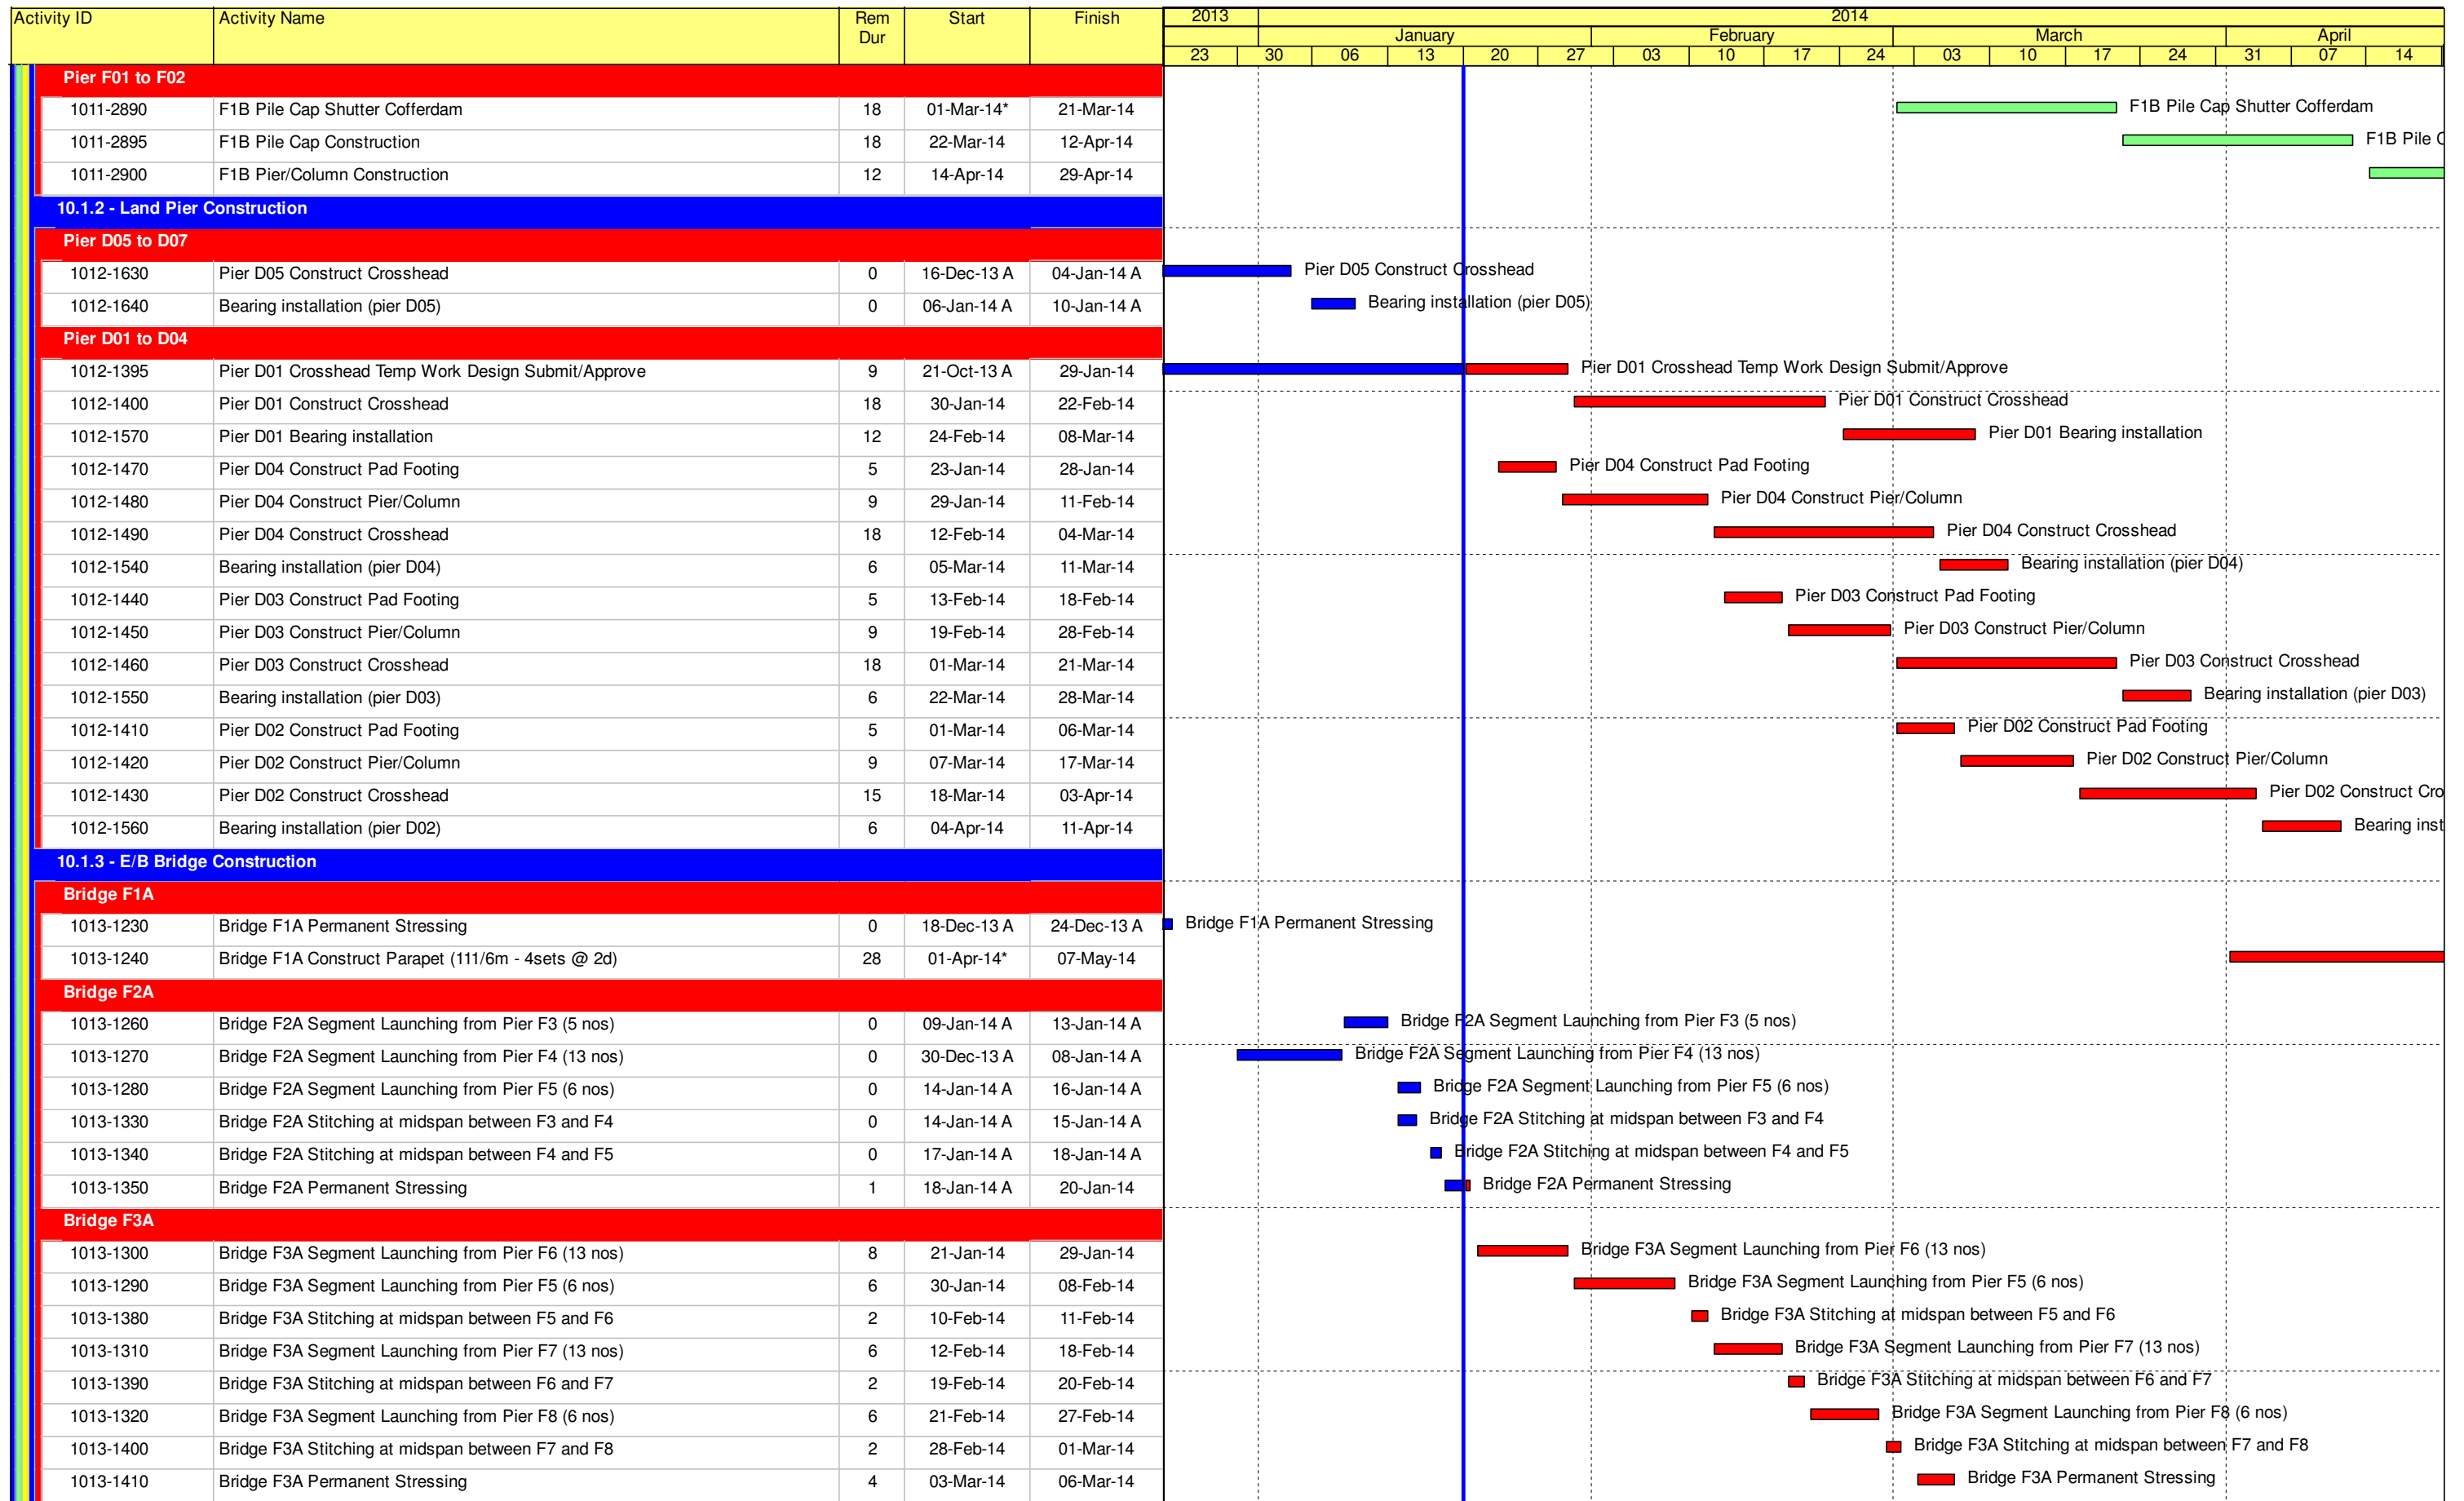 Activity ID Activity Name Rem Dur Start Finish 2013 2014
January February March April
23 30 06 13 20 27 03 10 17 24 03 10 17 24 31 07 14
Pier F01 to F02
1011-2890 F1B Pile Cap Shutter Cofferdam 18 01-Mar-14* 21-Mar-14 F1B Pile Cap Shutter Cofferdam
1011-2895 F1B Pile Cap Construction 18 22-Mar-14 12-Apr-14 F1B Pile C
1011-2900 F1B Pier/Column Construction 12 14-Apr-14 29-Apr-14
10.1.2 - Land Pier Construction
Pier D05 to D07
1012-1630 Pier D05 Construct Crosshead 0 16-Dec-13 A 04-Jan-14 A Pier D05 Construct Crosshead
1012-1640 Bearing installation (pier D05) 0 06-Jan-14 A 10-Jan-14 A Bearing installation (pier D05)
Pier D01 to D04
1012-1395 Pier D01 Crosshead Temp Work Design Submit/Approve 9 21-Oct-13 A 29-Jan-14 Pier D01 Crosshead Temp Work Design Submit/Approve
1012-1400 Pier D01 Construct Crosshead 18 30-Jan-14 22-Feb-14 Pier D01 Construct Crosshead
1012-1570 Pier D01 Bearing installation 12 24-Feb-14 08-Mar-14 Pier D01 Bearing installation
1012-1470 Pier D04 Construct Pad Footing 5 23-Jan-14 28-Jan-14 Pier D04 Construct Pad Footing
1012-1480 Pier D04 Construct Pier/Column 9 29-Jan-14 11-Feb-14 Pier D04 Construct Pier/Column
1012-1490 Pier D04 Construct Crosshead 18 12-Feb-14 04-Mar-14 Pier D04 Construct Crosshead
1012-1540 Bearing installation (pier D04) 6 05-Mar-14 11-Mar-14 Bearing installation (pier D04)
1012-1440 Pier D03 Construct Pad Footing 5 13-Feb-14 18-Feb-14 Pier D03 Construct Pad Footing
1012-1450 Pier D03 Construct Pier/Column 9 19-Feb-14 28-Feb-14 Pier D03 Construct Pier/Column
1012-1460 Pier D03 Construct Crosshead 18 01-Mar-14 21-Mar-14 Pier D03 Construct Crosshead
1012-1550 Bearing installation (pier D03) 6 22-Mar-14 28-Mar-14 Bearing installation (pier D03)
1012-1410 Pier D02 Construct Pad Footing 5 01-Mar-14 06-Mar-14 Pier D02 Construct Pad Footing
1012-1420 Pier D02 Construct Pier/Column 9 07-Mar-14 17-Mar-14 Pier D02 Construct Pier/Column
1012-1430 Pier D02 Construct Crosshead 15 18-Mar-14 03-Apr-14 Pier D02 Construct Cro
1012-1560 Bearing installation (pier D02) 6 04-Apr-14 11-Apr-14 Bearing inst
10.1.3 - E/B Bridge Construction
Bridge F1A
1013-1230 Bridge F1A Permanent Stressing 0 18-Dec-13 A 24-Dec-13 A Bridge F1A Permanent Stressing
1013-1240 Bridge F1A Construct Parapet (111/6m - 4sets @ 2d) 28 01-Apr-14* 07-May-14
Bridge F2A
1013-1260 Bridge F2A Segment Launching from Pier F3 (5 nos) 0 09-Jan-14 A 13-Jan-14 A Bridge F2A Segment Launching from Pier F3 (5 nos)
1013-1270 Bridge F2A Segment Launching from Pier F4 (13 nos) 0 30-Dec-13 A 08-Jan-14 A Bridge F2A Segment Launching from Pier F4 (13 nos)
1013-1280 Bridge F2A Segment Launching from Pier F5 (6 nos) 0 14-Jan-14 A 16-Jan-14 A Bridge F2A Segment Launching from Pier F5 (6 nos)
1013-1330 Bridge F2A Stitching at midspan between F3 and F4 0 14-Jan-14 A 15-Jan-14 A Bridge F2A Stitching at midspan between F3 and F4
1013-1340 Bridge F2A Stitching at midspan between F4 and F5 0 17-Jan-14 A 18-Jan-14 A Bridge F2A Stitching at midspan between F4 and F5
1013-1350 Bridge F2A Permanent Stressing 1 18-Jan-14 A 20-Jan-14 Bridge F2A Permanent Stressing
Bridge F3A
1013-1300 Bridge F3A Segment Launching from Pier F6 (13 nos) 8 21-Jan-14 29-Jan-14 Bridge F3A Segment Launching from Pier F6 (13 nos)
1013-1290 Bridge F3A Segment Launching from Pier F5 (6 nos) 6 30-Jan-14 08-Feb-14 Bridge F3A Segment Launching from Pier F5 (6 nos)
1013-1380 Bridge F3A Stitching at midspan between F5 and F6 2 10-Feb-14 11-Feb-14 Bridge F3A Stitching at midspan between F5 and F6
1013-1310 Bridge F3A Segment Launching from Pier F7 (13 nos) 6 12-Feb-14 18-Feb-14 Bridge F3A Segment Launching from Pier F7 (13 nos)
1013-1390 Bridge F3A Stitching at midspan between F6 and F7 2 19-Feb-14 20-Feb-14 Bridge F3A Stitching at midspan between F6 and F7
1013-1320 Bridge F3A Segment Launching from Pier F8 (6 nos) 6 21-Feb-14 27-Feb-14 Bridge F3A Segment Launching from Pier F8 (6 nos)
1013-1400 Bridge F3A Stitching at midspan between F7 and F8 2 28-Feb-14 01-Mar-14 Bridge F3A Stitching at midspan between F7 and F8
1013-1410 Bridge F3A Permanent Stressing 4 03-Mar-14 06-Mar-14 Bridge F3A Permanent Stressing